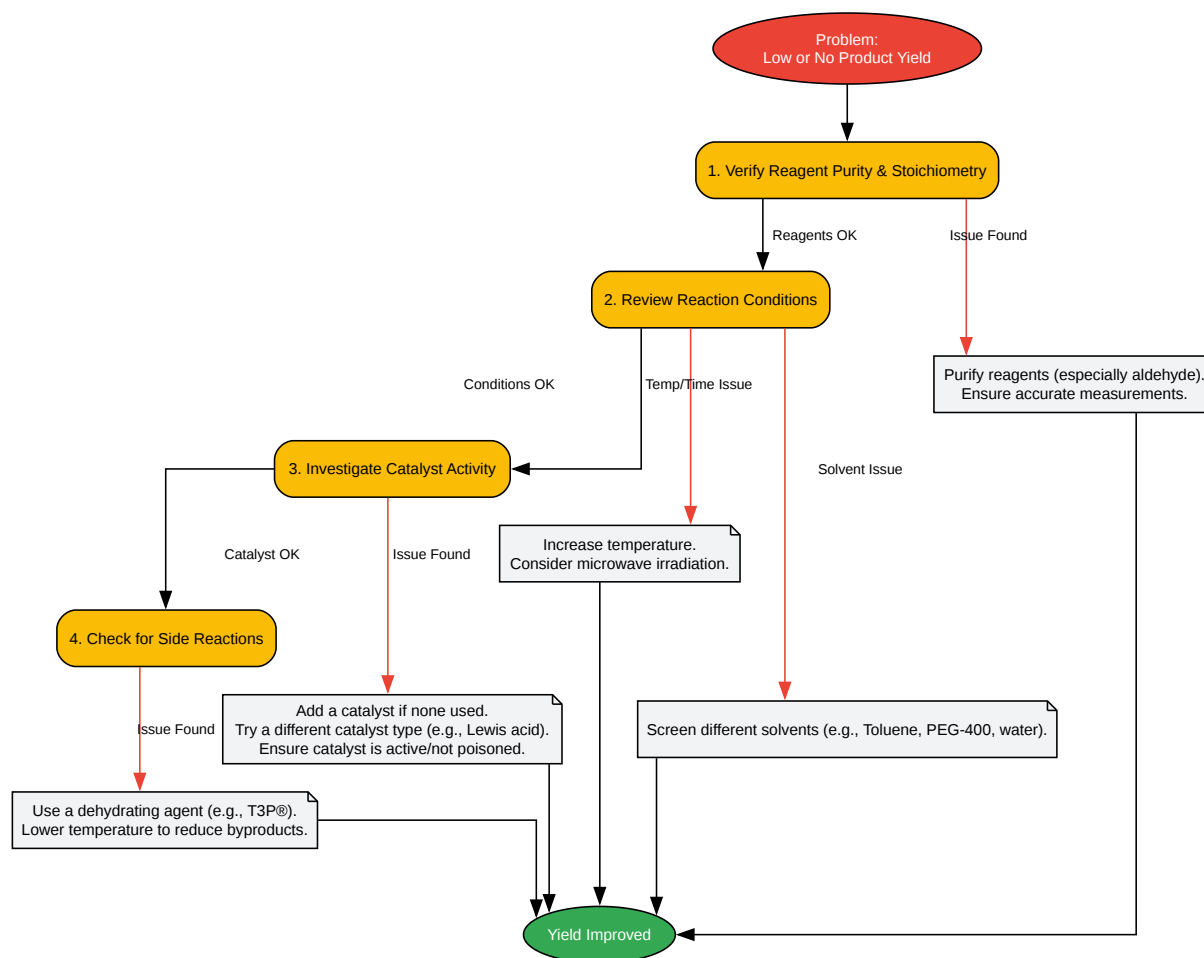 Problem:
Low or No Product Yield
1. Verify Reagent Purity & Stoichiometry
Reagents OK
Issue Found
2. Review Reaction Conditions
Purify reagents (especially aldehyde).
Ensure accurate measurements.
Conditions OK
Temp/Time Issue
3. Investigate Catalyst Activity
Solvent Issue
Increase temperature.
Consider microwave irradiation.
Catalyst OK
Issue Found
4. Check for Side Reactions
Add a catalyst if none used.
Try a different catalyst type (e.g., Lewis acid).
Ensure catalyst is active/not poisoned.
Screen different solvents (e.g., Toluene, PEG-400, water).
Issue Found
Use a dehydrating agent (e.g., T3P®).
Lower temperature to reduce byproducts.
Yield Improved